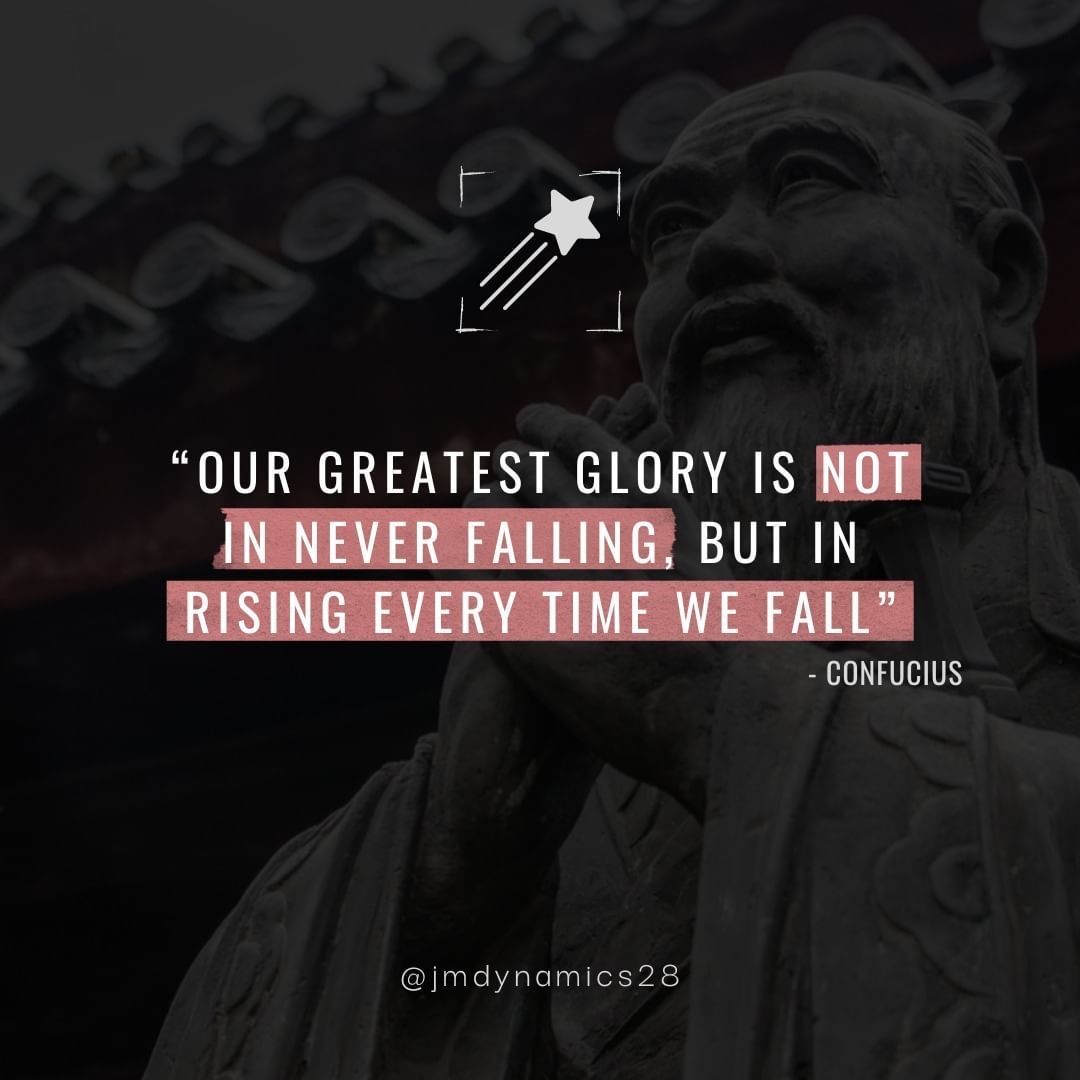 “OUR GREATEST GLORY IS NOT
IN NEVER FALLING, BUT IN
RISING EVERY TIME WE FALL”
- CONFUCIUS
@jmdynamics28